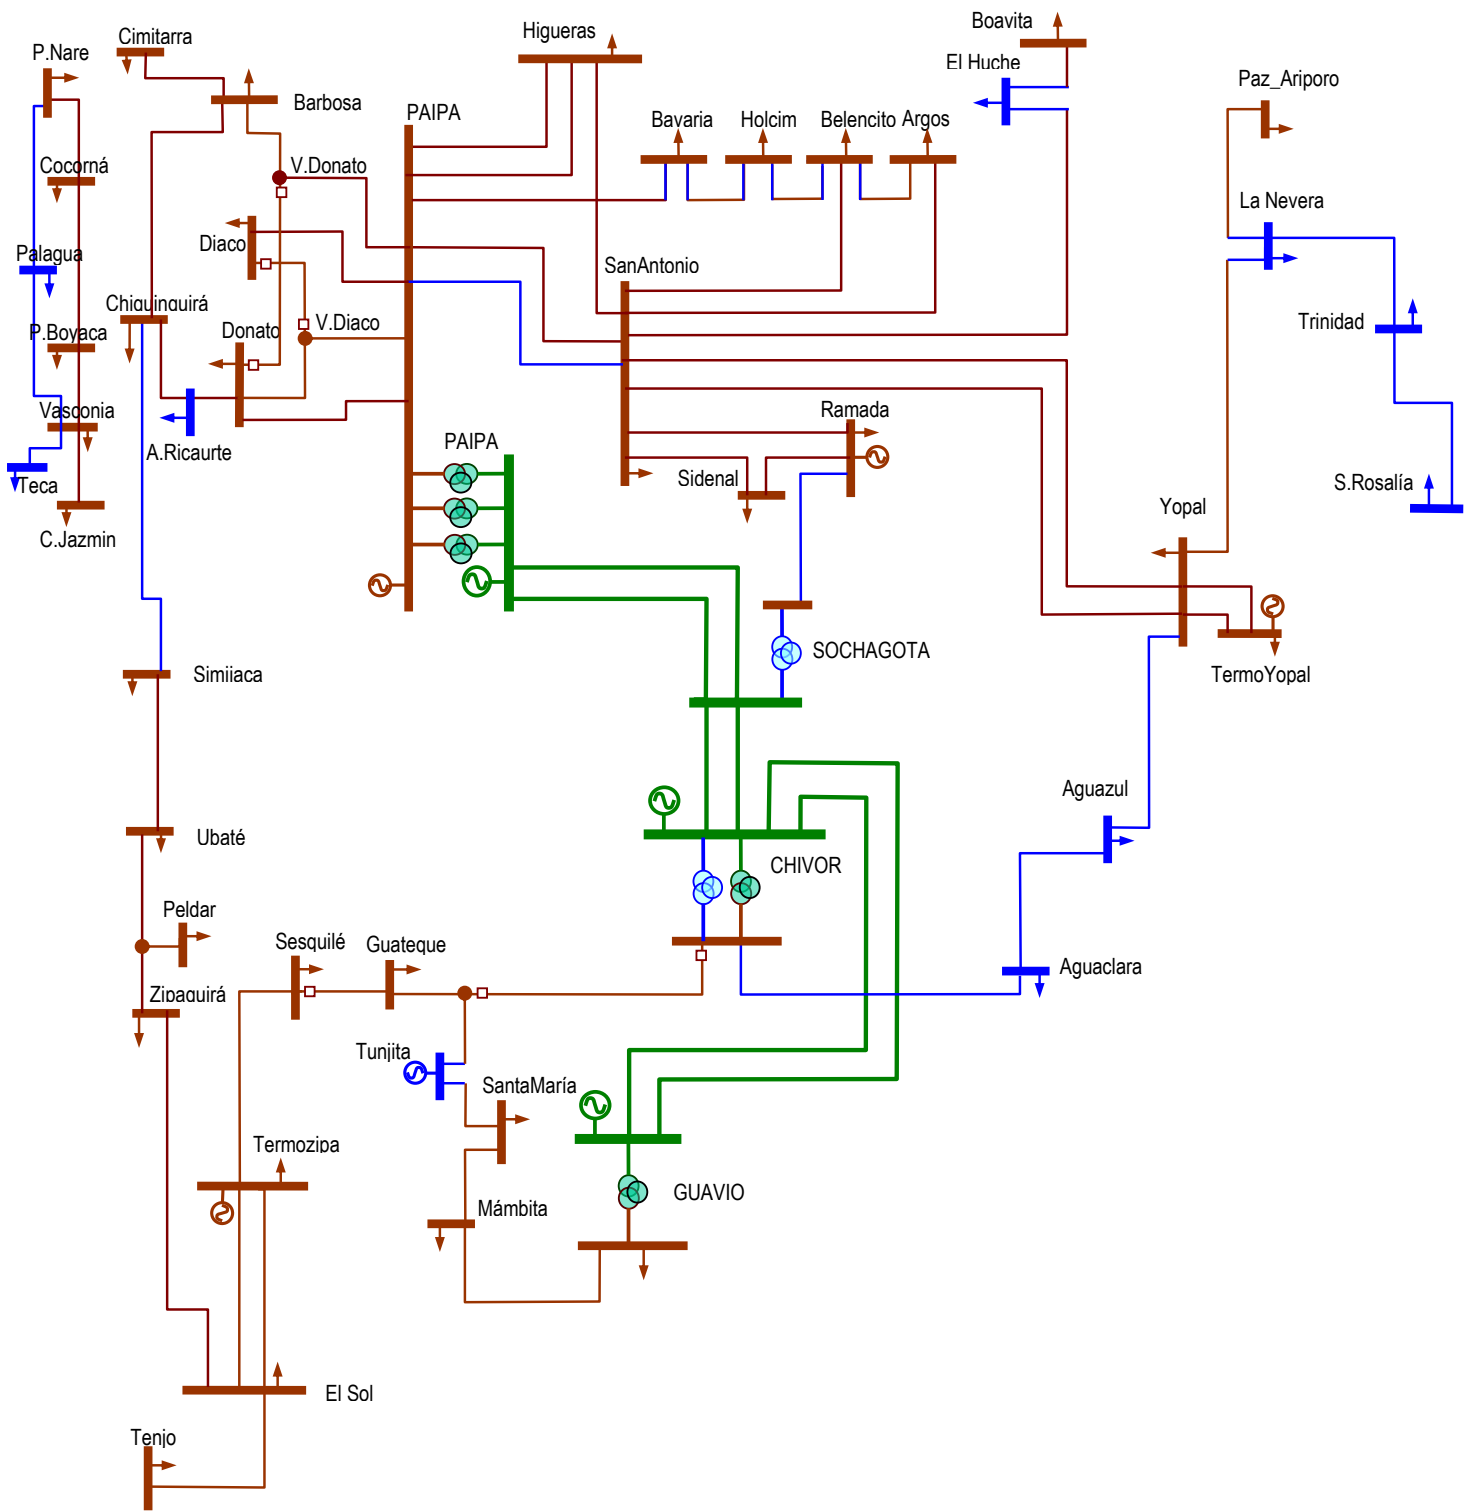 Boavita
Higueras
Cimitarra
P.Nare
El Huche
Paz_Ariporo
Barbosa
PAIPA
Bavaria
Holcim
Belencito
Argos
Cocorná
V.Donato
La Nevera
Diaco
Palagua
SanAntonio
Chiquinquirá
Trinidad
P.Boyaca
Donato
V.Diaco
Vasconia
Ramada
A.Ricaurte
PAIPA
Teca
Sidenal
S.Rosalía
Yopal
C.Jazmin
SOCHAGOTA
Simijaca
TermoYopal
Aguazul
Ubaté
CHIVOR
Peldar
Sesquilé
Guateque
Aguaclara
Zipaquirá
Tunjita
SantaMaría
Termozipa
GUAVIO
Mámbita
El Sol
Tenjo